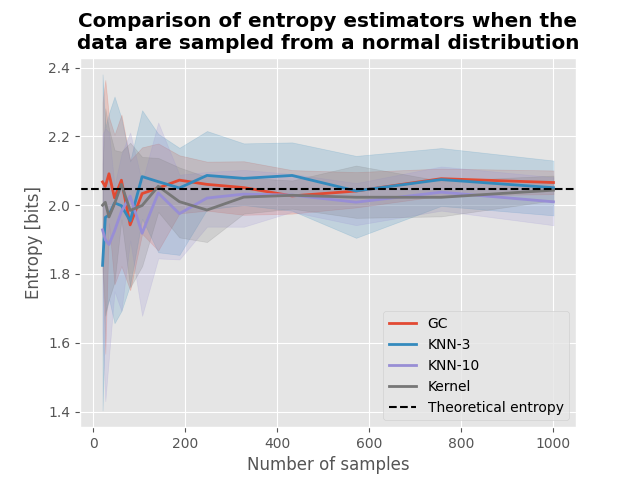 Comparison of entropy estimators when the
data are sampled from a normal distribution
2.4
2.2
2.0
1.8
1.6
1.4
Entropy [bits]
GC
KNN-3
KNN-10
Kernel
Theoretical entropy
0
200
400
600
800
1000
Number of samples